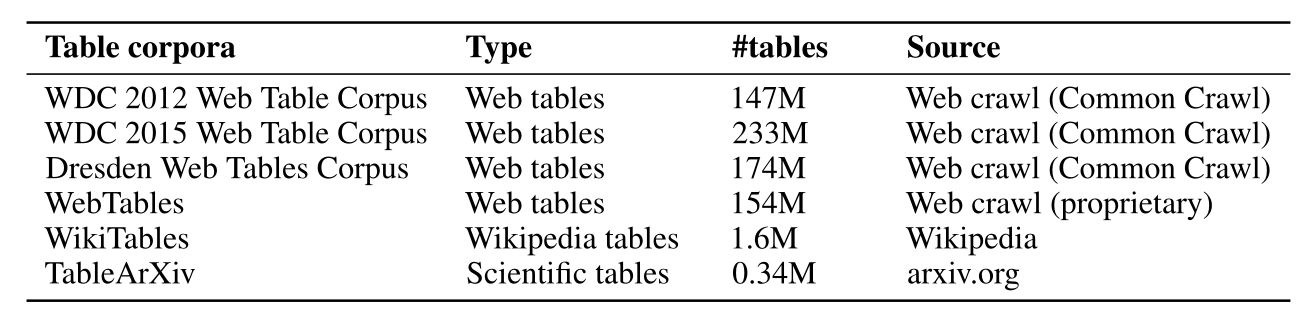 Table corpora Type #tables Source
WDC 2012 Web Table Corpus Web tables 147M Web crawl (Common Crawl)
WDC 2015 Web Table Corpus Web tables 233M Web crawl (Common Crawl)
Dresden Web Tables Corpus Web tables 174M Web crawl (Common Crawl)
WebTables Web tables 154M Web crawl (proprietary)
WikiTables Wikipedia tables 1.6M Wikipedia
TableArXiv Scientific tables 0.34M arxiv.org